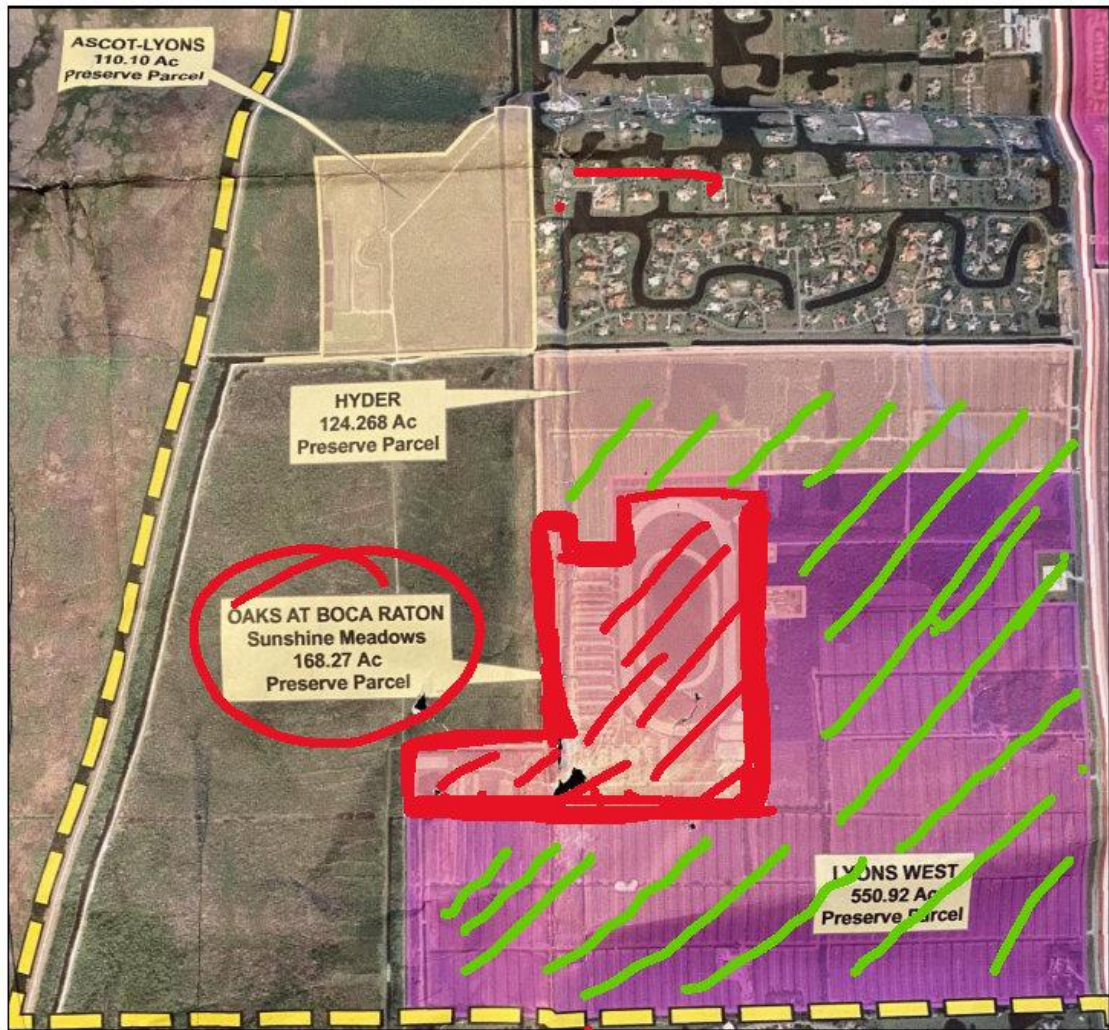 ASCOT-LYONS
110.10 Ac
Preserve Parcel
HYDER
124.268 Ac
Preserve Parcel
OAKS AT BOCA RATON
Sunshine Meadows
168.27 Ac
Preserve Parcel
LYONS WEST
550.92 Ac
Preserve Parcel